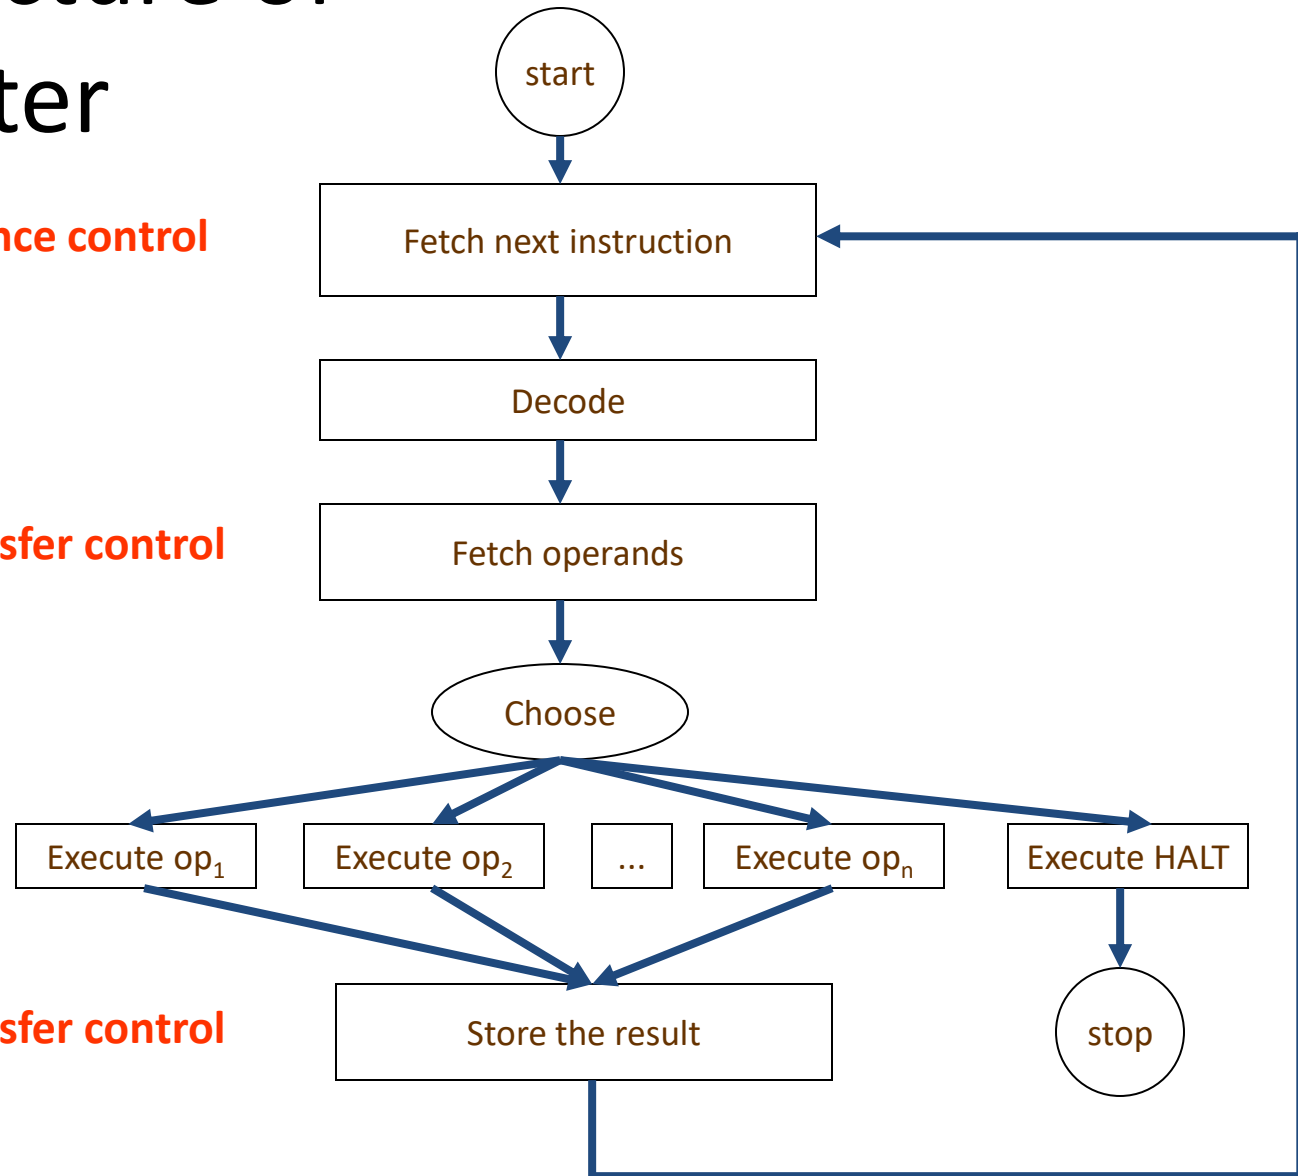 start
ter
nce control
Fetch next instruction
Decode
sfer control
Fetch operands
Choose
Execute op₁
Execute op₂
...
Execute opₙ
Execute HALT
sfer control
Store the result
stop